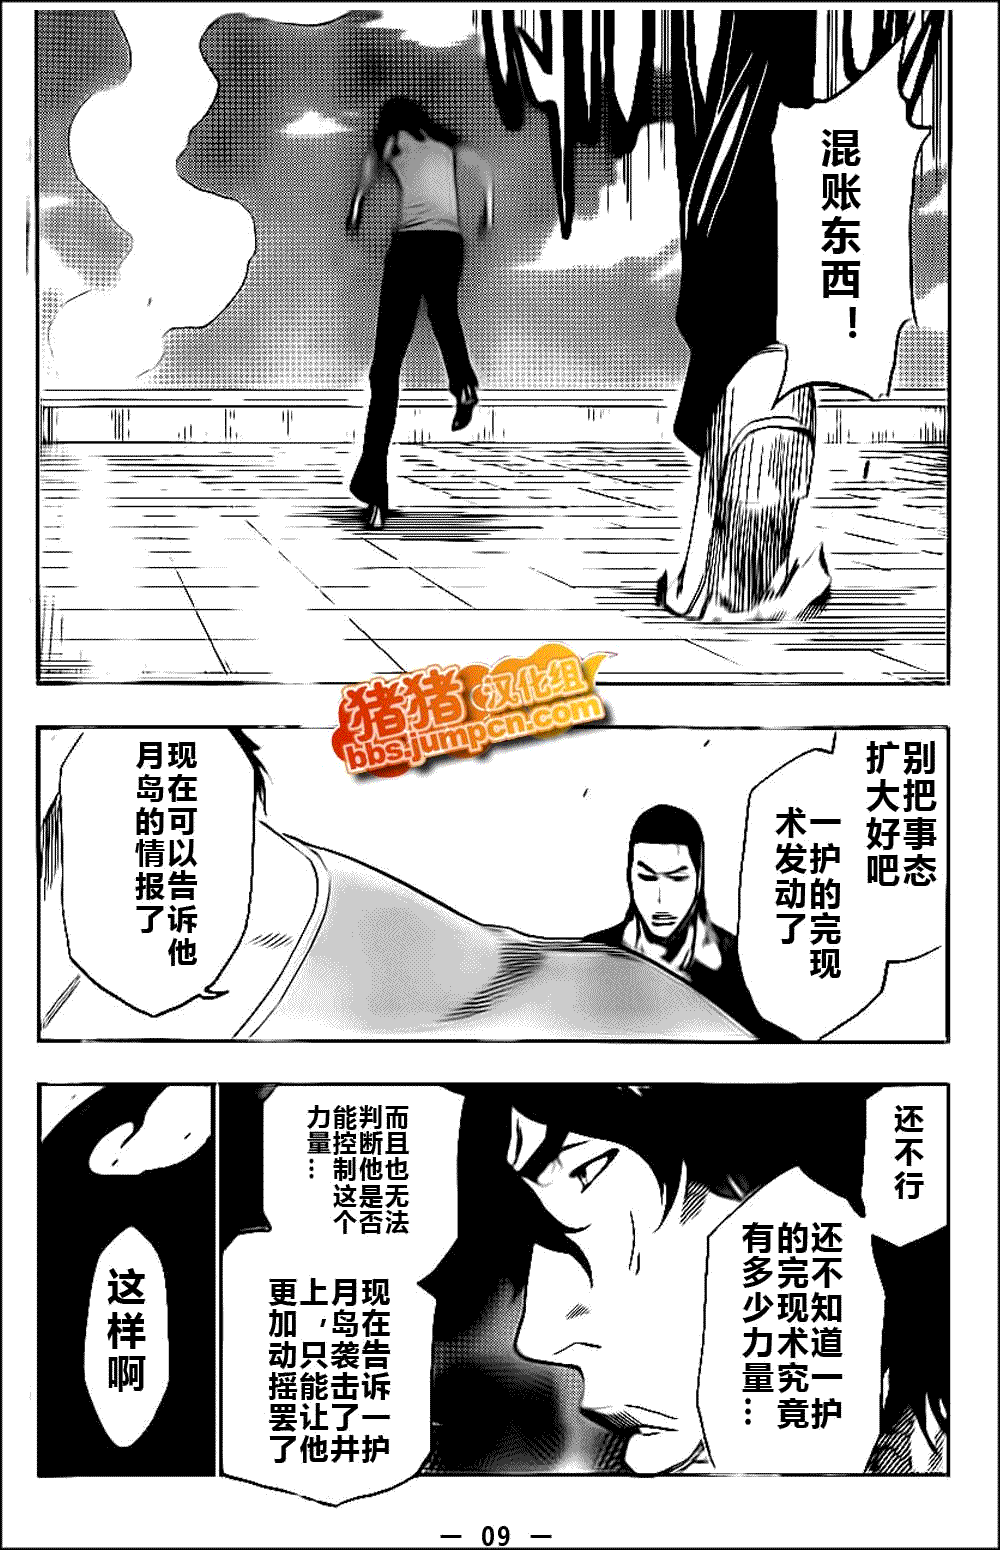 混账东西！
猪猪汉化组
bbs.jumpcn.com
别把事态
扩大好吧
一护的完现
术发动了
现在可以告诉他
月岛的情报了
还不行
还不知道一护
的完现术究竟
有多少力量…
而且也无法
判断他是否
能控制这个
力量…
现在告诉一护
月岛袭击了井
上，只能让他
更加动摇罢了
这样啊
— 09 —